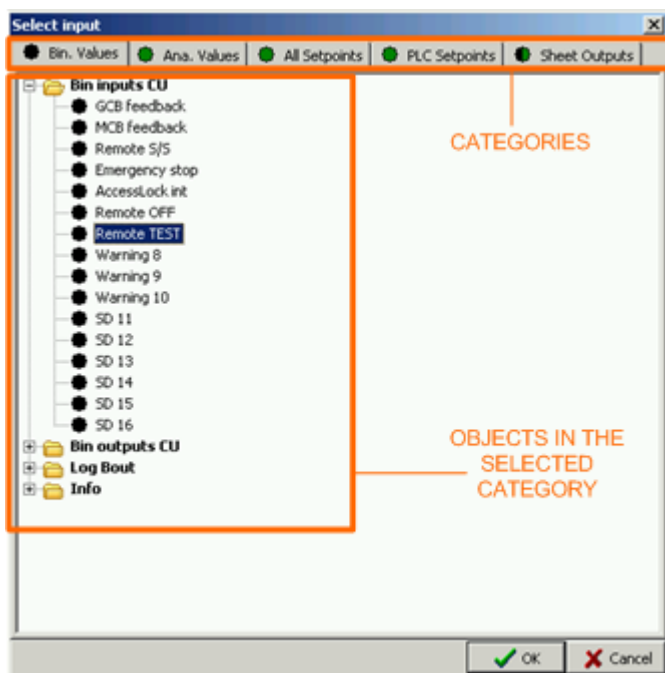 Select input
Bin. Values
Ana. Values
All Setpoints
PLC Setpoints
Sheet Outputs
Bin inputs CU
GCB feedback
MCB feedback
Remote S/S
Emergency stop
AccessLock int
Remote OFF
Remote TEST
Warning 8
Warning 9
Warning 10
SD 11
SD 12
SD 13
SD 14
SD 15
SD 16
Bin outputs CU
Log Bout
Info
CATEGORIES
OBJECTS IN THE
SELECTED
CATEGORY
OK
Cancel